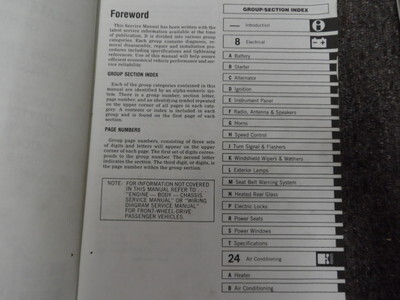 Foreword
This Service Manual has been written with the
latest service information available at the time
of publication. It is divided into various group
categories. Each group contains diagnosis, re-
moval disassembly, repair and installation pro-
cedures including specifications and tightening
references. Use of this manual will help assure
efficient economical vehicle performance and ser-
vice reliability.
GROUP SECTION INDEX
Each of the group categories contained in this
manual are identified by an alpha-numeric sys-
tem. There is a group number, section letter,
page number, and an identifying symbol repeated
on the upper corner of all pages in each cate-
gory. A contents or index is included in each
group and is found on the first page of each
section.
PAGE NUMBERS
Group page numbers, consisting of three sets
of digits and letters will appear on the upper
corner of each page. The first set of digits corres-
ponds to the group number. The second letter
indicates the section. The third digit, or digits, is
the page number within the group section.
NOTE: FOR INFORMATION NOT COVERED
IN THIS MANUAL REFER TO
"ENGINE — BODY — CHASSIS
SERVICE MANUAL" OR "WIRING
DIAGRAM SERVICE MANUAL"
FOR FRONT-WHEEL DRIVE
PASSENGER VEHICLES.
GROUP/SECTION INDEX
— Introduction
8 Electrical
A Battery
B Starter
C Alternator
D Ignition
E Instrument Panel
F Radio, Antenna & Speakers
G Horns
H Speed Control
J Turn Signal & Flashers
K Windshield Wipers & Washers
L Exterior Lamps
M Seat Belt Warning System
N Heated Rear Glass
P Electric Locks
R Power Seats
S Power Windows
T Specifications
24 Air Conditioning
A Heater
B Air Conditioning